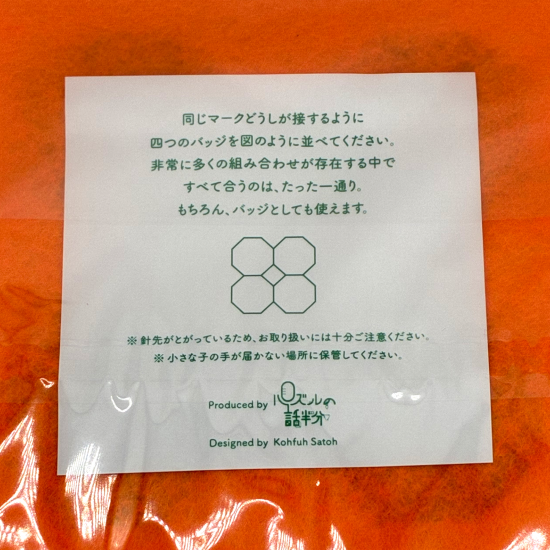 同じマークどうしが接するように
四つのバッジを図のように並べてください。
非常に多くの組み合わせが存在する中で
すべて合うのは、たった一通り。
もちろん、バッジとしても使えます。
※ 針先がとがっているため、お取り扱いには十分ご注意ください。
※ 小さな子の手が届かない場所に保管してください。
Produced by パズルの話半分
Designed by Kohfuh Satoh